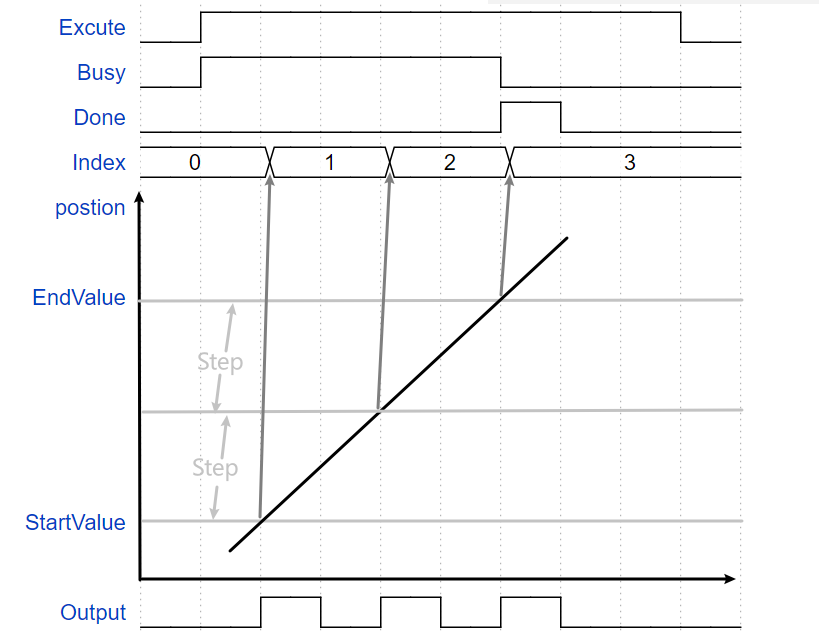 Excute
Busy
Done
Index 0 1 2 3
postion
EndValue
Step
Step
StartValue
Output